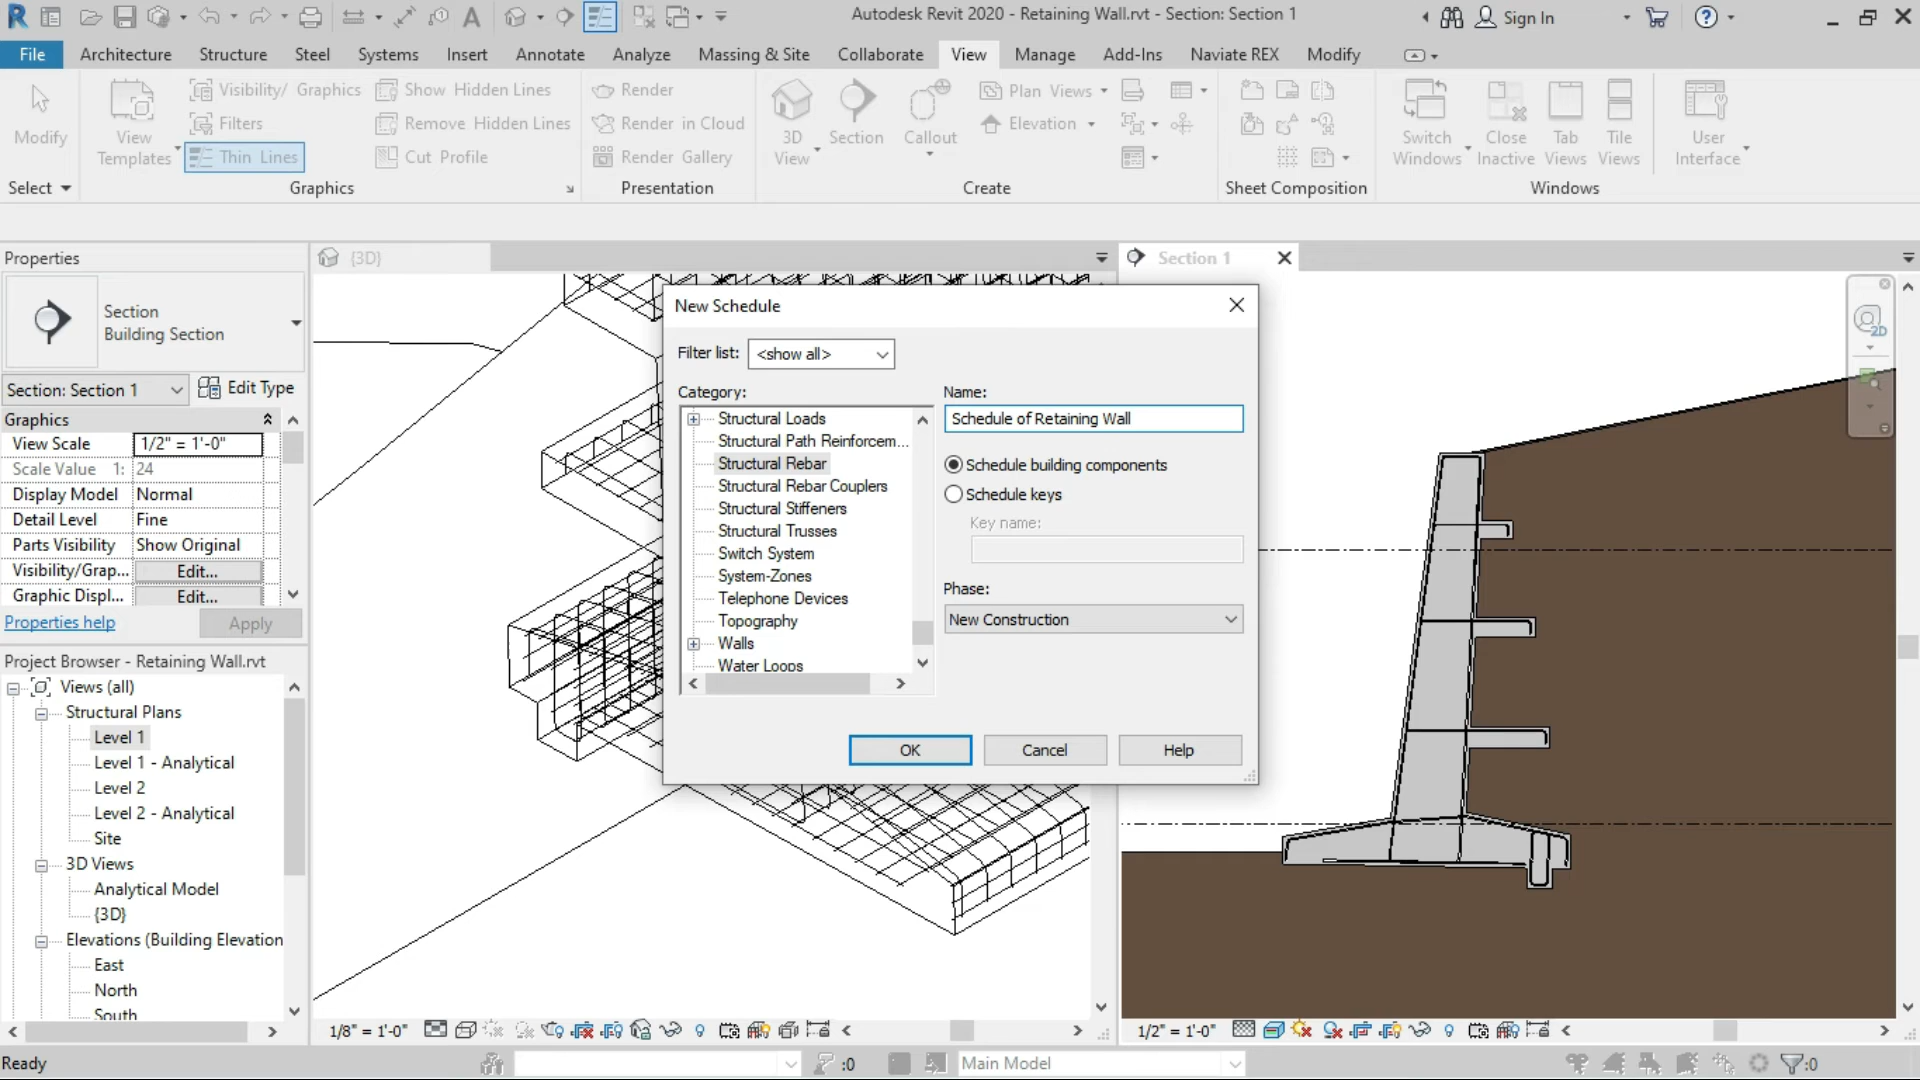 Autodesk Revit 2020 - Retaining Wall.rvt - Section: Section 1
Sign In
File
Architecture
Structure
Steel
Systems
Insert
Annotate
Analyze
Massing & Site
Collaborate
View
Manage
Add-Ins
Naviate REX
Modify
Modify
View
Templates
Visibility/ Graphics
Filters
Thin Lines
Show Hidden Lines
Remove Hidden Lines
Cut Profile
Render
Render in Cloud
Render Gallery
3D
View
Section
Callout
Plan Views
Elevation
Switch
Windows
Close
Inactive
Tab
Views
Tile
Views
User
Interface
Select
Graphics
Presentation
Create
Sheet Composition
Windows
Properties
Section
Building Section
Section: Section 1
Edit Type
Graphics
View Scale
1/2" = 1'-0"
Scale Value 1:
24
Display Model
Normal
Detail Level
Fine
Parts Visibility
Show Original
Visibility/Grap...
Edit...
Graphic Displ...
Edit...
Properties help
Apply
Project Browser - Retaining Wall.rvt
Views (all)
Structural Plans
Level 1
Level 1 - Analytical
Level 2
Level 2 - Analytical
Site
3D Views
Analytical Model
{3D}
Elevations (Building Elevation
East
North
South
{3D}
Section 1
2D
New Schedule
Filter list:
<show all>
Category:
Structural Loads
Structural Path Reinforcem...
Structural Rebar
Structural Rebar Couplers
Structural Stiffeners
Structural Trusses
Switch System
System-Zones
Telephone Devices
Topography
Walls
Water Loops
Name:
Schedule of Retaining Wall
Schedule building components
Schedule keys
Key name:
Phase:
New Construction
OK
Cancel
Help
1/8" = 1'-0"
1/2" = 1'-0"
Ready
:0
Main Model
:0